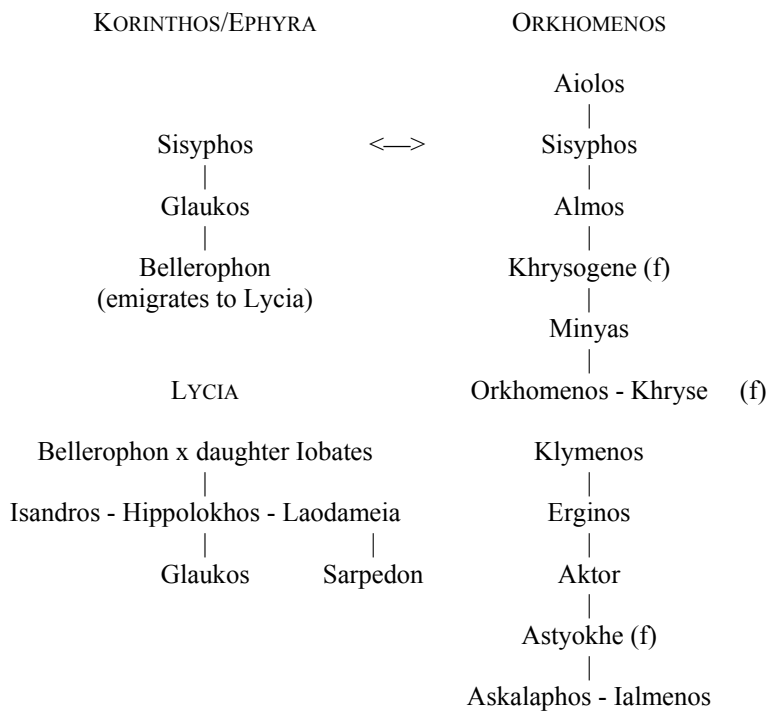 KORINTHOS/EPHYRA
Sisyphos <—>
|
Glaukos
|
Bellerophon
(emigrates to Lycia)
LYCIA
Bellerophon x daughter Iobates
|
Isandros - Hippolokhos - Laodameia
| |
Glaukos Sarpedon
ORKHOMENOS
Aiolos
|
Sisyphos
|
Almos
|
Khrysogene (f)
|
Minyas
|
Orkhomenos - Khryse (f)
Klymenos
|
Erginos
|
Aktor
|
Astyokhe (f)
|
Askalaphos - Ialmenos